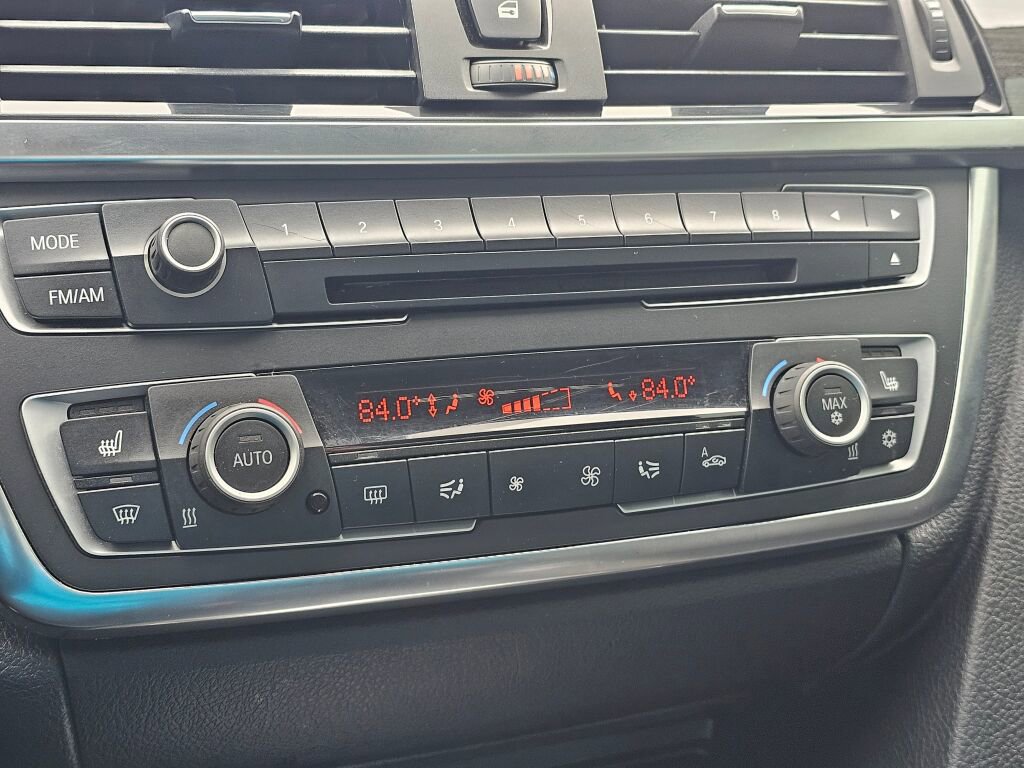 MODE
1 2 3 4 5 6 7 8
FM/AM
84.0° 84.0°
AUTO
MAX
A